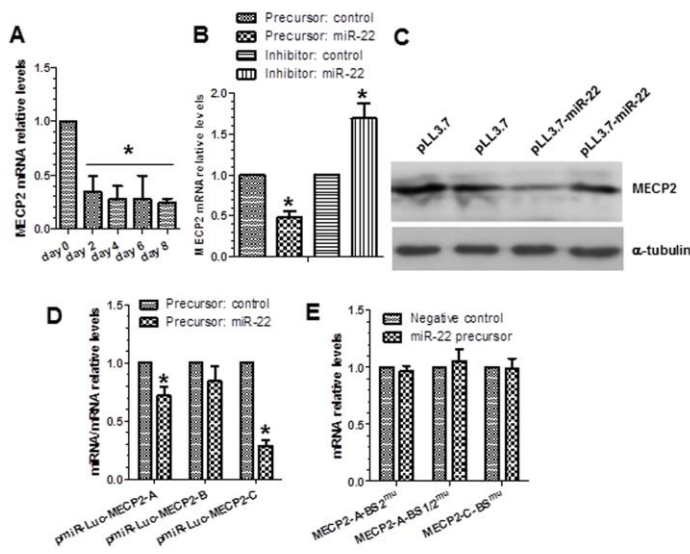 A
MECP2 mRNA relative levels
1.5
1.0
0.5
0.0
*
day 0
day 2
day 4
day 6
day 8
B
Precursor: control
Precursor: miR-22
Inhibitor: control
Inhibitor: miR-22
MECP2 mRNA relative levels
2.0
1.5
1.0
0.5
0.0
*
*
C
pLL3.7
pLL3.7
pLL3.7-miR-22
pLL3.7-miR-22
MECP2
α-tubulin
D
Precursor: control
Precursor: miR-22
miRNA/mRNA relative levels
1.5
1.0
0.5
0.0
*
*
pmiR-Luc-MECP2-A
pmiR-Luc-MECP2-B
pmiR-Luc-MECP2-C
E
Negative control
miR-22 precursor
mRNA relative levels
1.5
1.0
0.5
0.0
MECP2-A-BS2mu
MECP2-A-BS1/2mu
MECP2-C-BSmu